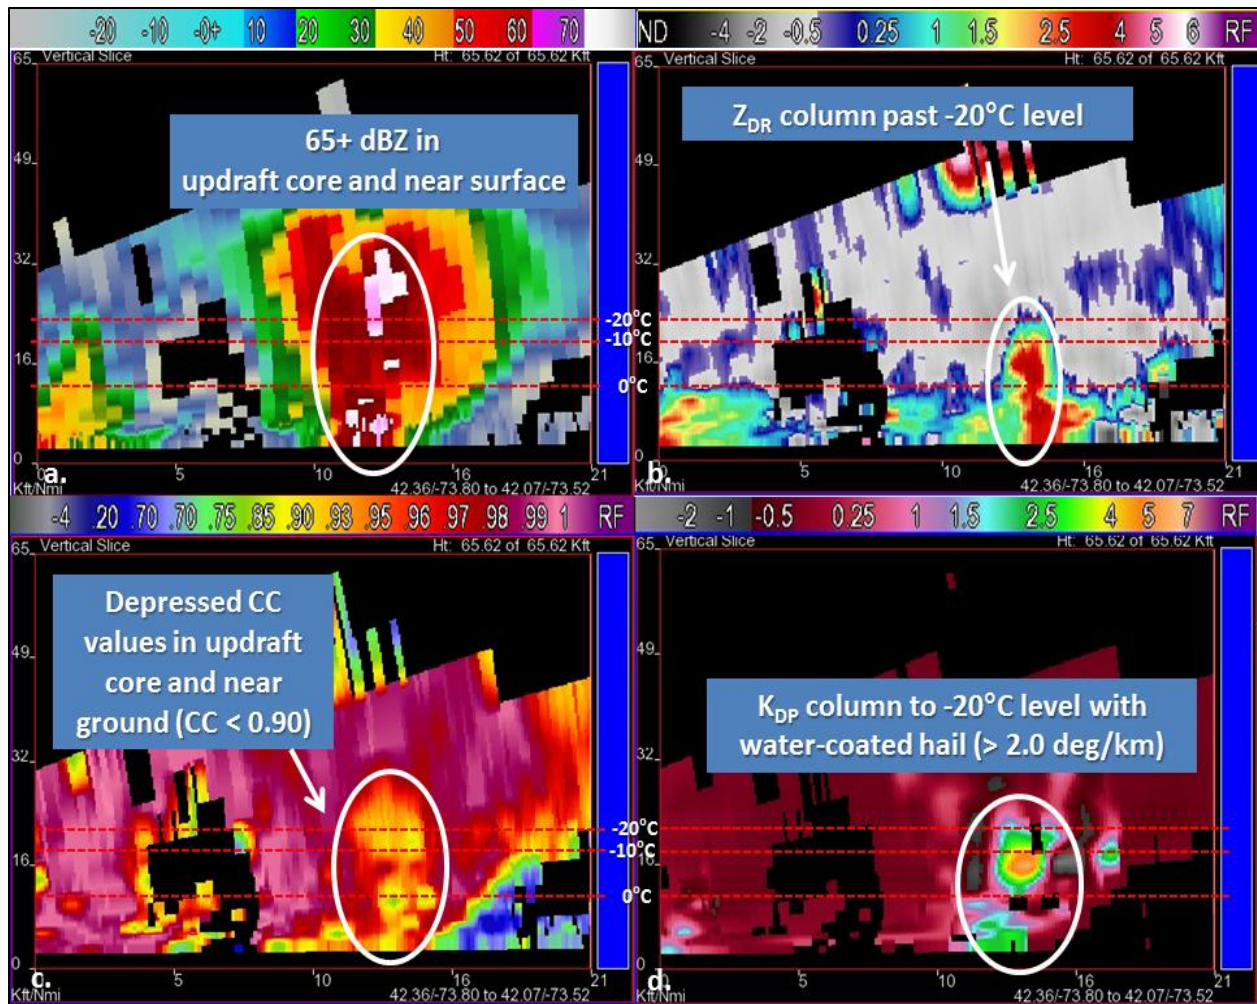 -20 -10 -0+ 10 20 30 40 50 60 70
Vertical Slice Ht: 65.62 of 65.62 Kft
65
65+ dBZ in
updraft core and near surface
49
32
-20°C
-10°C
16
0°C
0
a.
0 5 10 16 21
Kft/Nmi 42.36/-73.80 to 42.07/-73.52
ND -4 -2 -0.5 0.25 1 1.5 2.5 4 5 6 RF
Vertical Slice Ht: 65.62 of 65.62 Kft
65
ZDR column past -20°C level
49
32
16
0
b.
5 10 16 21
Kft/Nmi 42.36/-73.80 to 42.07/-73.52
-4 .20 .70 .70 .75 .85 .90 .93 .95 .96 .97 .98 .99 1 RF
Vertical Slice Ht: 65.62 of 65.62 Kft
65
Depressed CC
values in updraft
core and near
ground (CC < 0.90)
49
32
-20°C
-10°C
16
0°C
0
c.
5 10 16 21
Kft/Nmi 42.36/-73.80 to 42.07/-73.52
-2 -1 -0.5 0.25 1 1.5 2.5 4 5 7 RF
Vertical Slice Ht: 65.62 of 65.62 Kft
65
49
KDP column to -20°C level with
water-coated hail (> 2.0 deg/km)
32
16
0
d.
5 10 16 21
Kft/Nmi 42.36/-73.80 to 42.07/-73.52